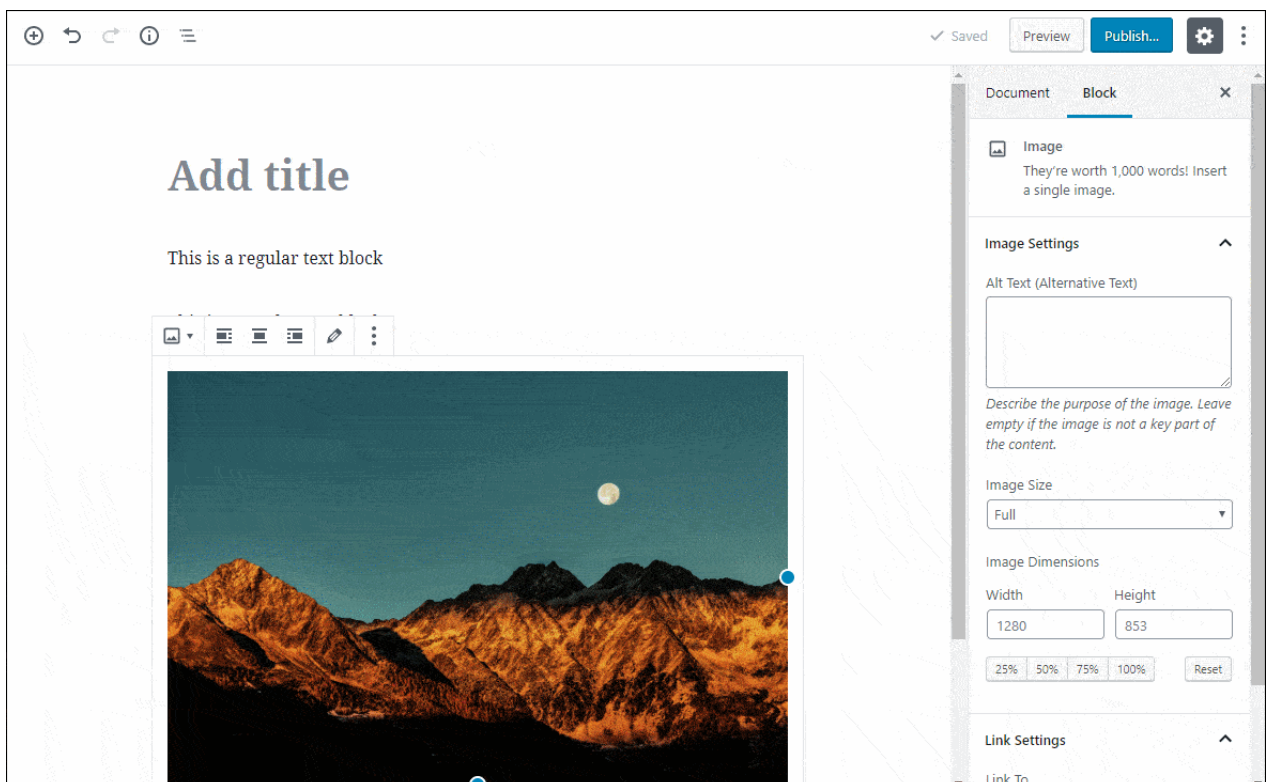 Saved
Preview
Publish...
Document
Block
Image
They're worth 1,000 words! Insert
a single image.
Add title
This is a regular text block
Image Settings
Alt Text (Alternative Text)
Describe the purpose of the image. Leave
empty if the image is not a key part of
the content.
Image Size
Full
Image Dimensions
Width
Height
1280
853
25%
50%
75%
100%
Reset
Link Settings
Link To